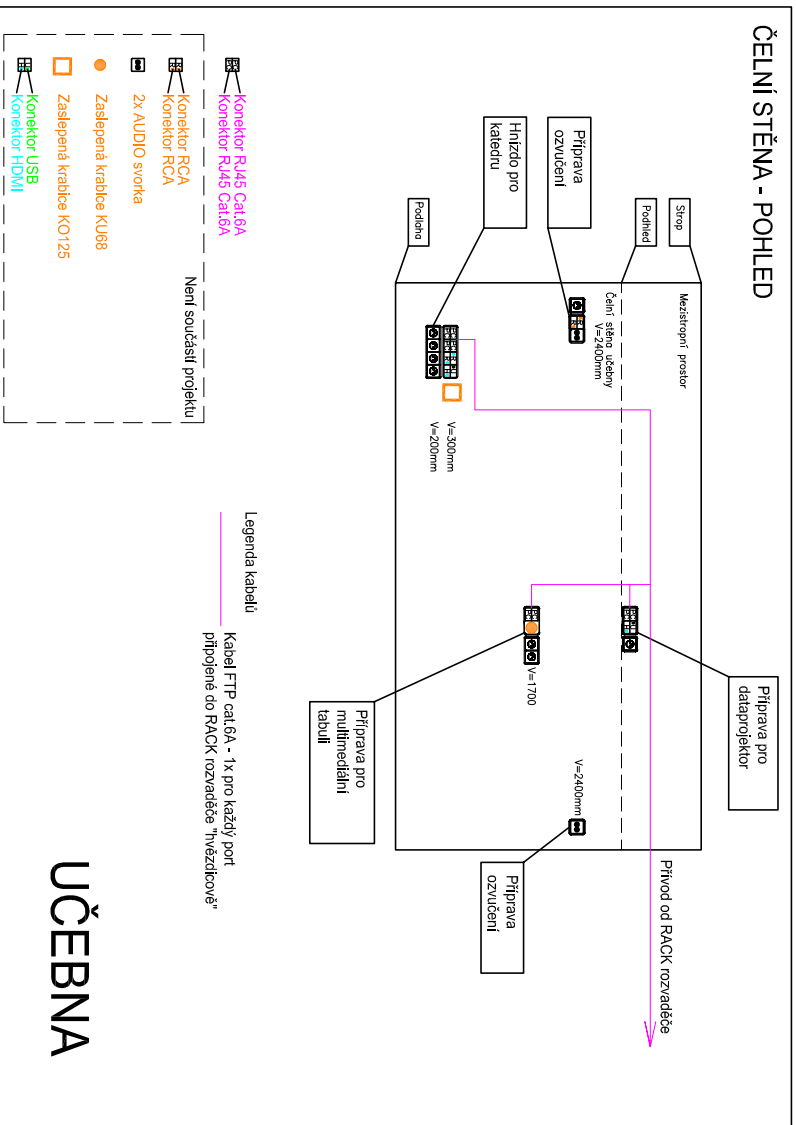 ČELNÍ STĚNA - POHLED
Strop
Podhled
Mezistropní prostor
Příprava
ozvučení
Čelní stěna učebny
V=2400mm
Hnízdo pro
katedru
Podlaha
V=300mm
V=200mm
Příprava pro
dataprojektor
V=1700
Příprava pro
multimediální
tabuli
V=2400mm
Příprava
ozvučení
Přívod od RACK rozvaděče
Konektor RJ45 Cat.6A
Konektor RJ45 Cat.6A
Konektor RCA
Konektor RCA
2x AUDIO svorka
Zaslepená krabice KU68
Zaslepená krabice KO125
Konektor USB
Konektor HDMI
Není součástí projektu
Legenda kabelů
Kabel FTP cat.6A - 1x pro každý port
připojené do RACK rozvaděče "hvězdicově"
UČEBNA